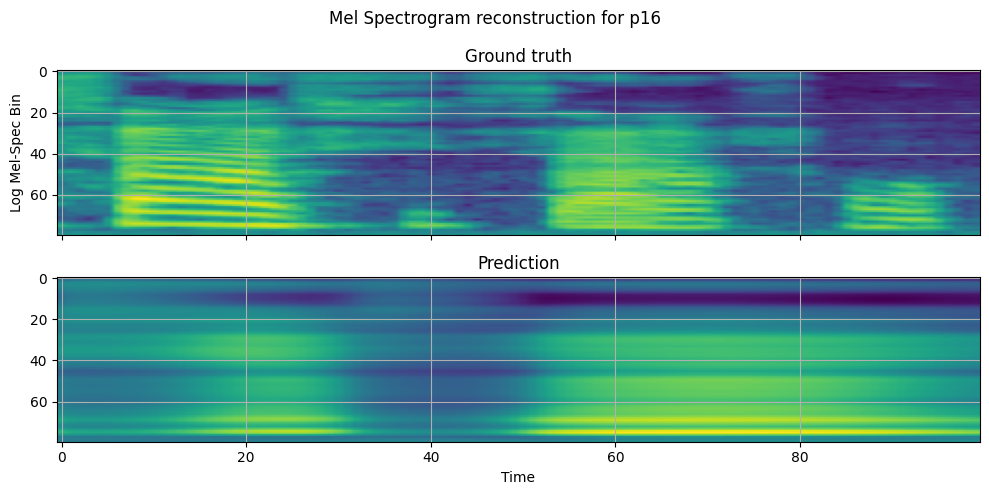 Mel Spectrogram reconstruction for p16
Ground truth
Log Mel-Spec Bin
0
20
40
60
Prediction
0
20
40
60
0 20 40 60 80
Time